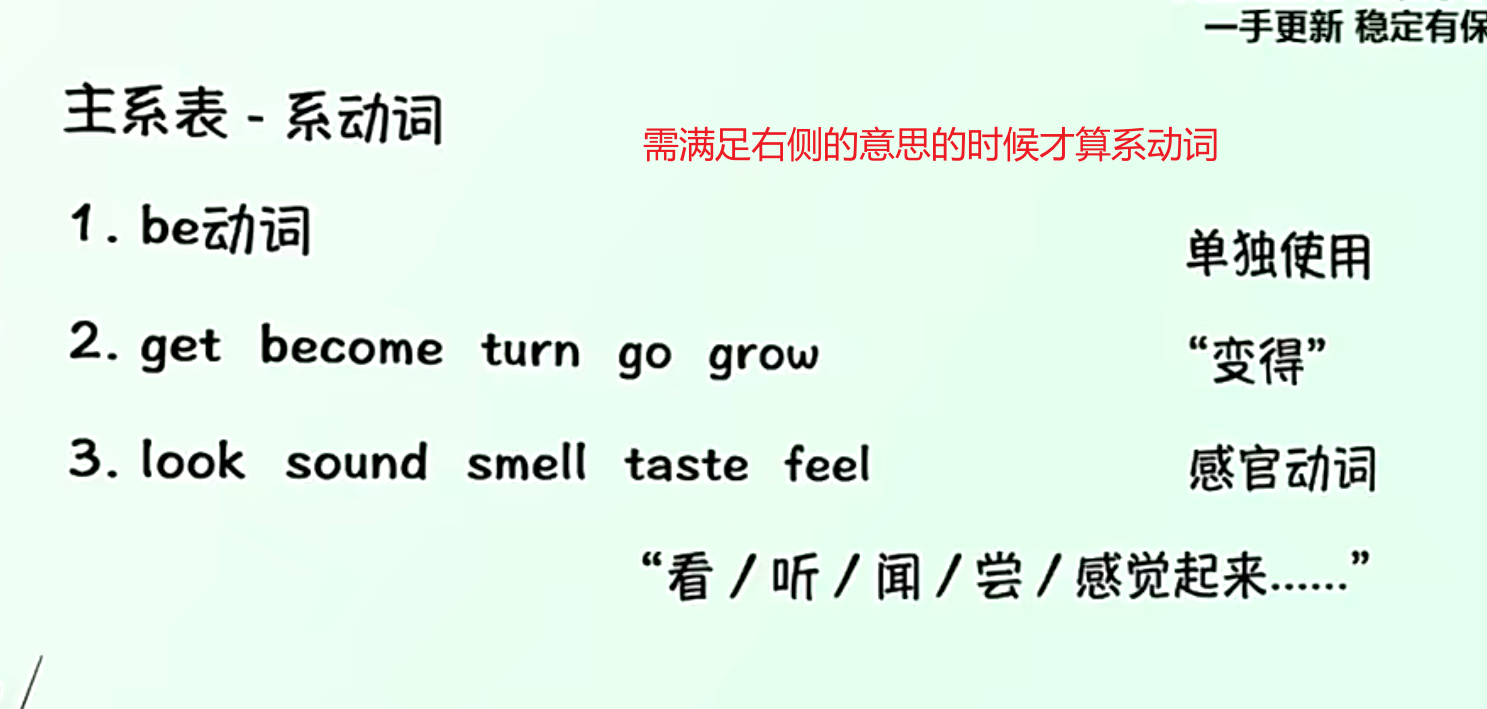 一手更新 稳定有保
主系表 - 系动词
需满足右侧的意思的时候才算系动词
1. be动词 单独使用
2. get become turn go grow “变得”
3. look sound smell taste feel 感官动词
“看 / 听 / 闻 / 尝 / 感觉起来......”